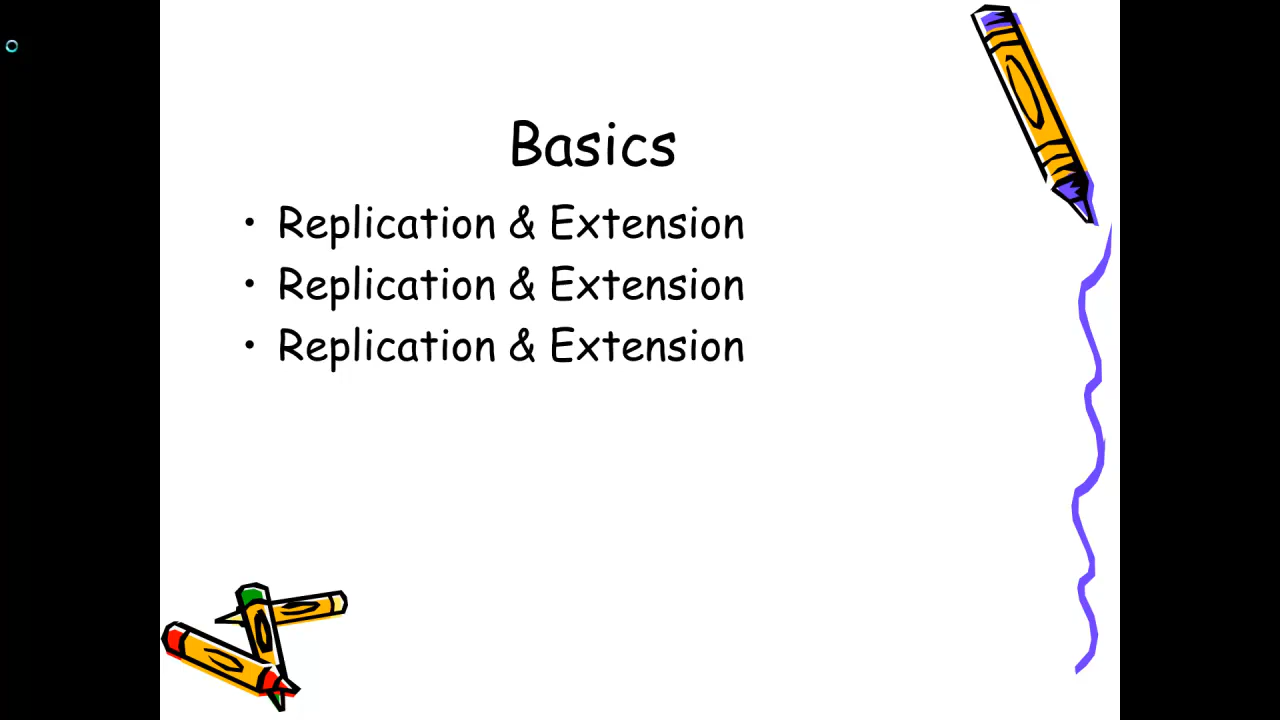 Basics
• Replication & Extension
• Replication & Extension
• Replication & Extension